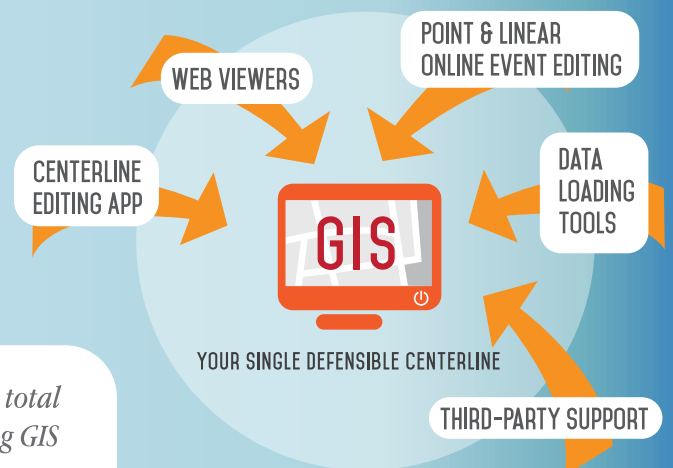 POINT & LINEAR
ONLINE EVENT EDITING
WEB VIEWERS
CENTERLINE
EDITING APP
DATA
LOADING
TOOLS
GIS
YOUR SINGLE DEFENSIBLE CENTERLINE
THIRD-PARTY SUPPORT
total
g GIS